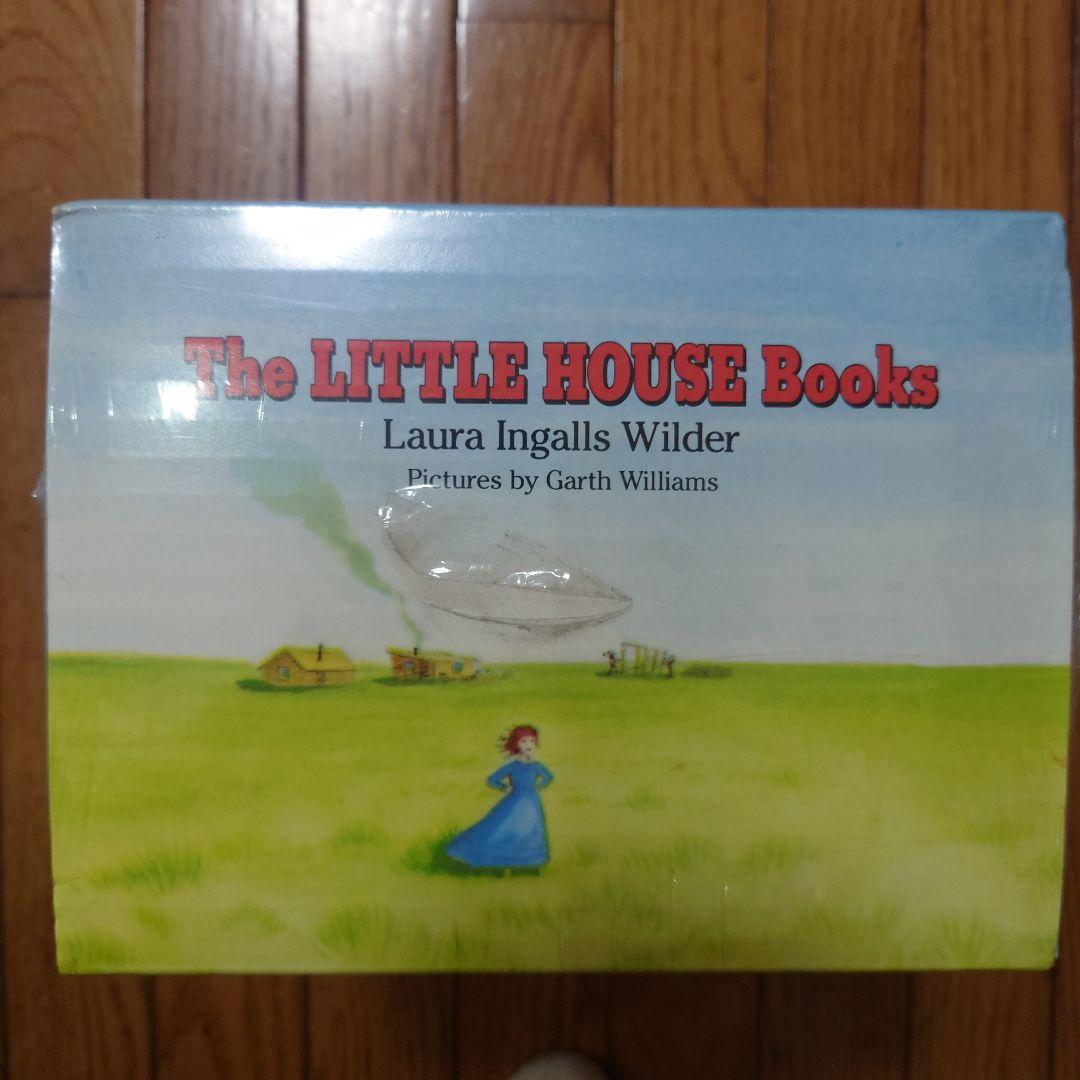 The LITTLE HOUSE Books
Laura Ingalls Wilder
Pictures by Garth Williams